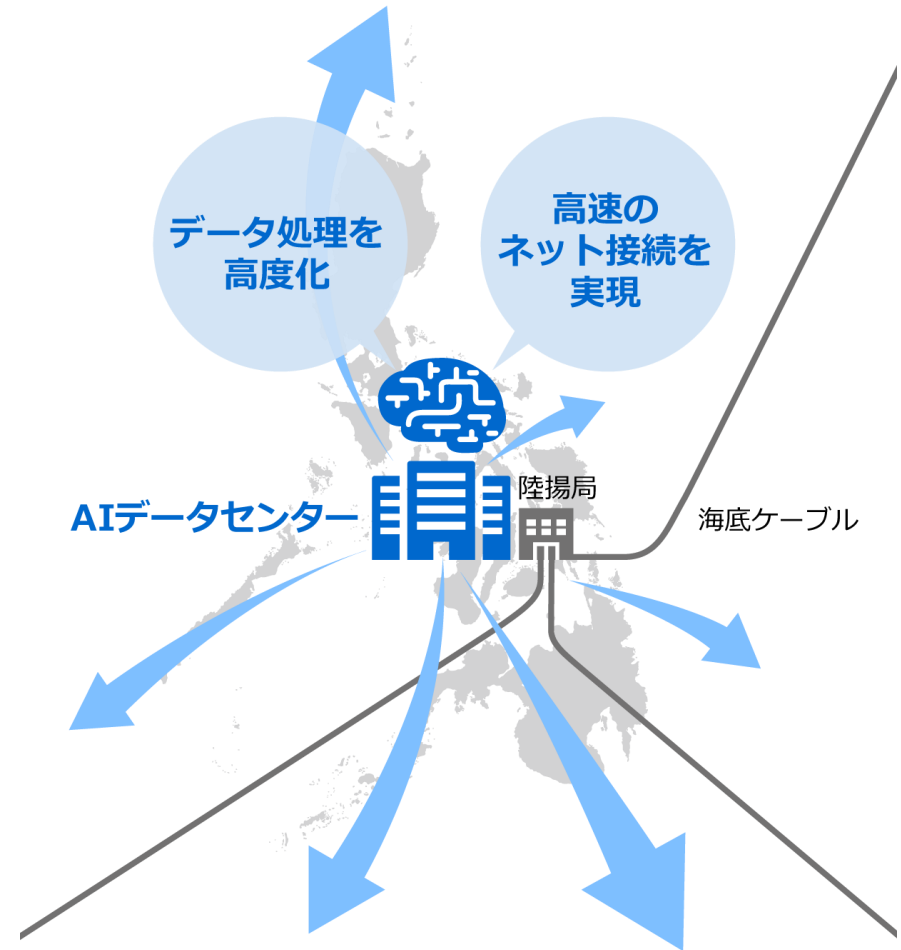 データ処理を
高度化
高速の
ネット接続を
実現
陸揚局
AIデータセンター
海底ケーブル